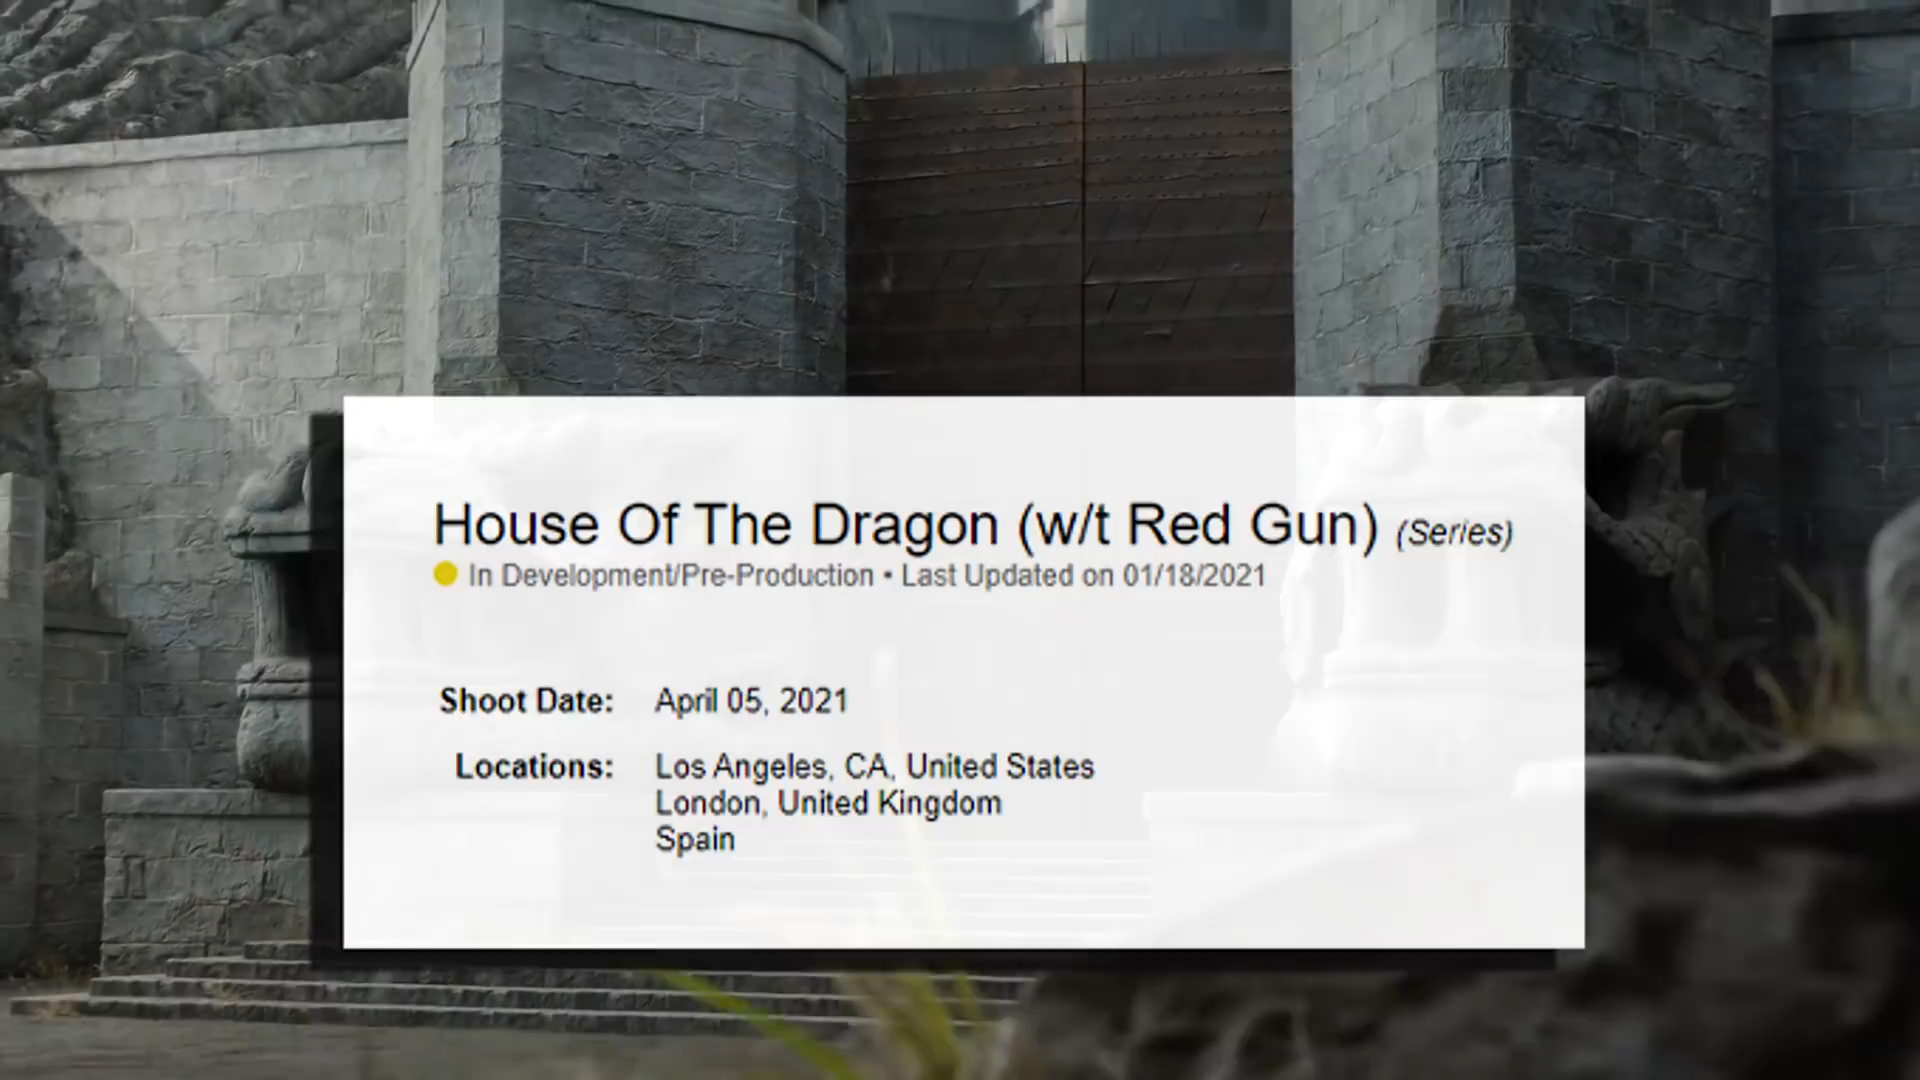 House Of The Dragon (w/t Red Gun) (Series)
In Development/Pre-Production • Last Updated on 01/18/2021
Shoot Date: April 05, 2021
Locations: Los Angeles, CA, United States
London, United Kingdom
Spain